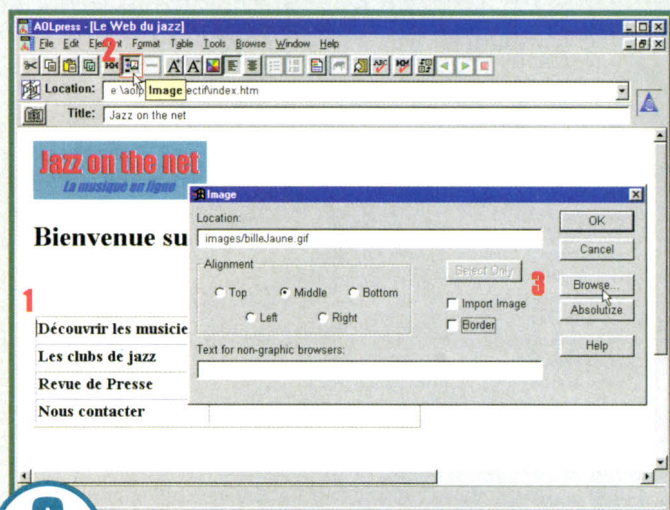 AOLpress - [Le Web du jazz]
File Edit Element Format Table Tools Browse Window Help
2
Location: e:\aolp ectif\index.htm
Image
Title: Jazz on the net
Jazz on the net
La musique en ligne
Bienvenue su
1
Découvrir les musicie
Les clubs de jazz
Revue de Presse
Nous contacter
Image
Location:
images/billeJaune.gif
Alignment
Top Middle Bottom
Left Right
Text for non-graphic browsers:
Select Only
3
Import Image
Border
OK
Cancel
Browse...
Absolutize
Help